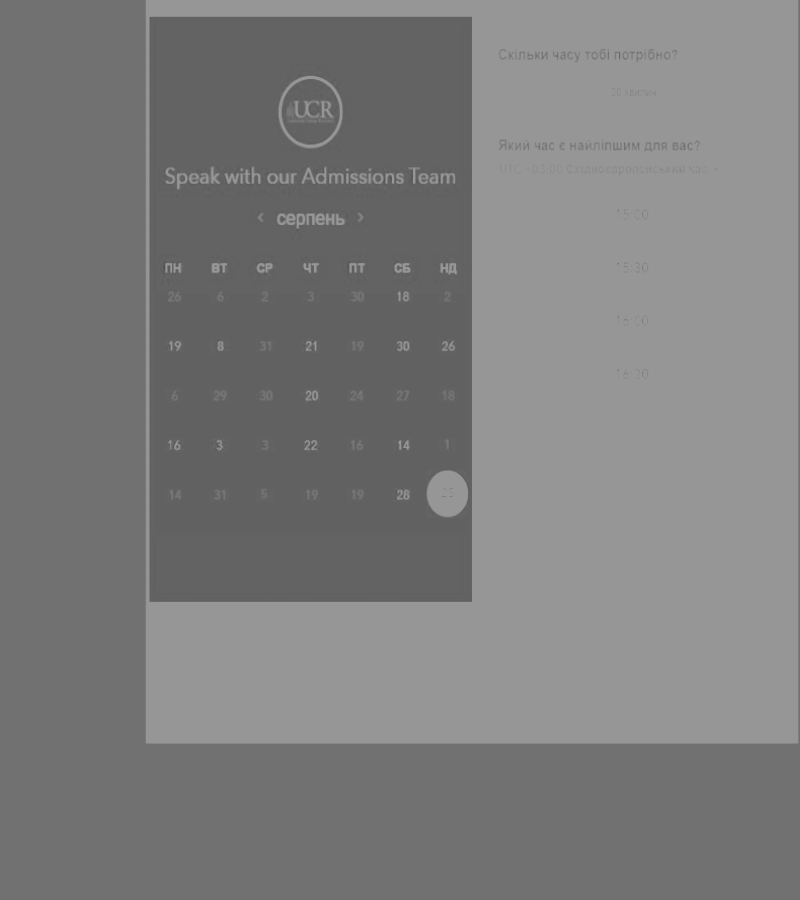 UCR
Speak with our Admissions Team
‹ серпень ›
ПН ВТ СР ЧТ ПТ СБ НД
26 6 2 3 30 18 2
19 8 31 21 19 30 26
6 29 30 20 24 27 18
16 3 3 22 16 14 1
14 31 5 19 19 28
Скільки часу тобі потрібно?
Який час є найліпшим для вас?
UTC +03:00 Східноєвропейський час
15:00
15:30
16:00
16:30